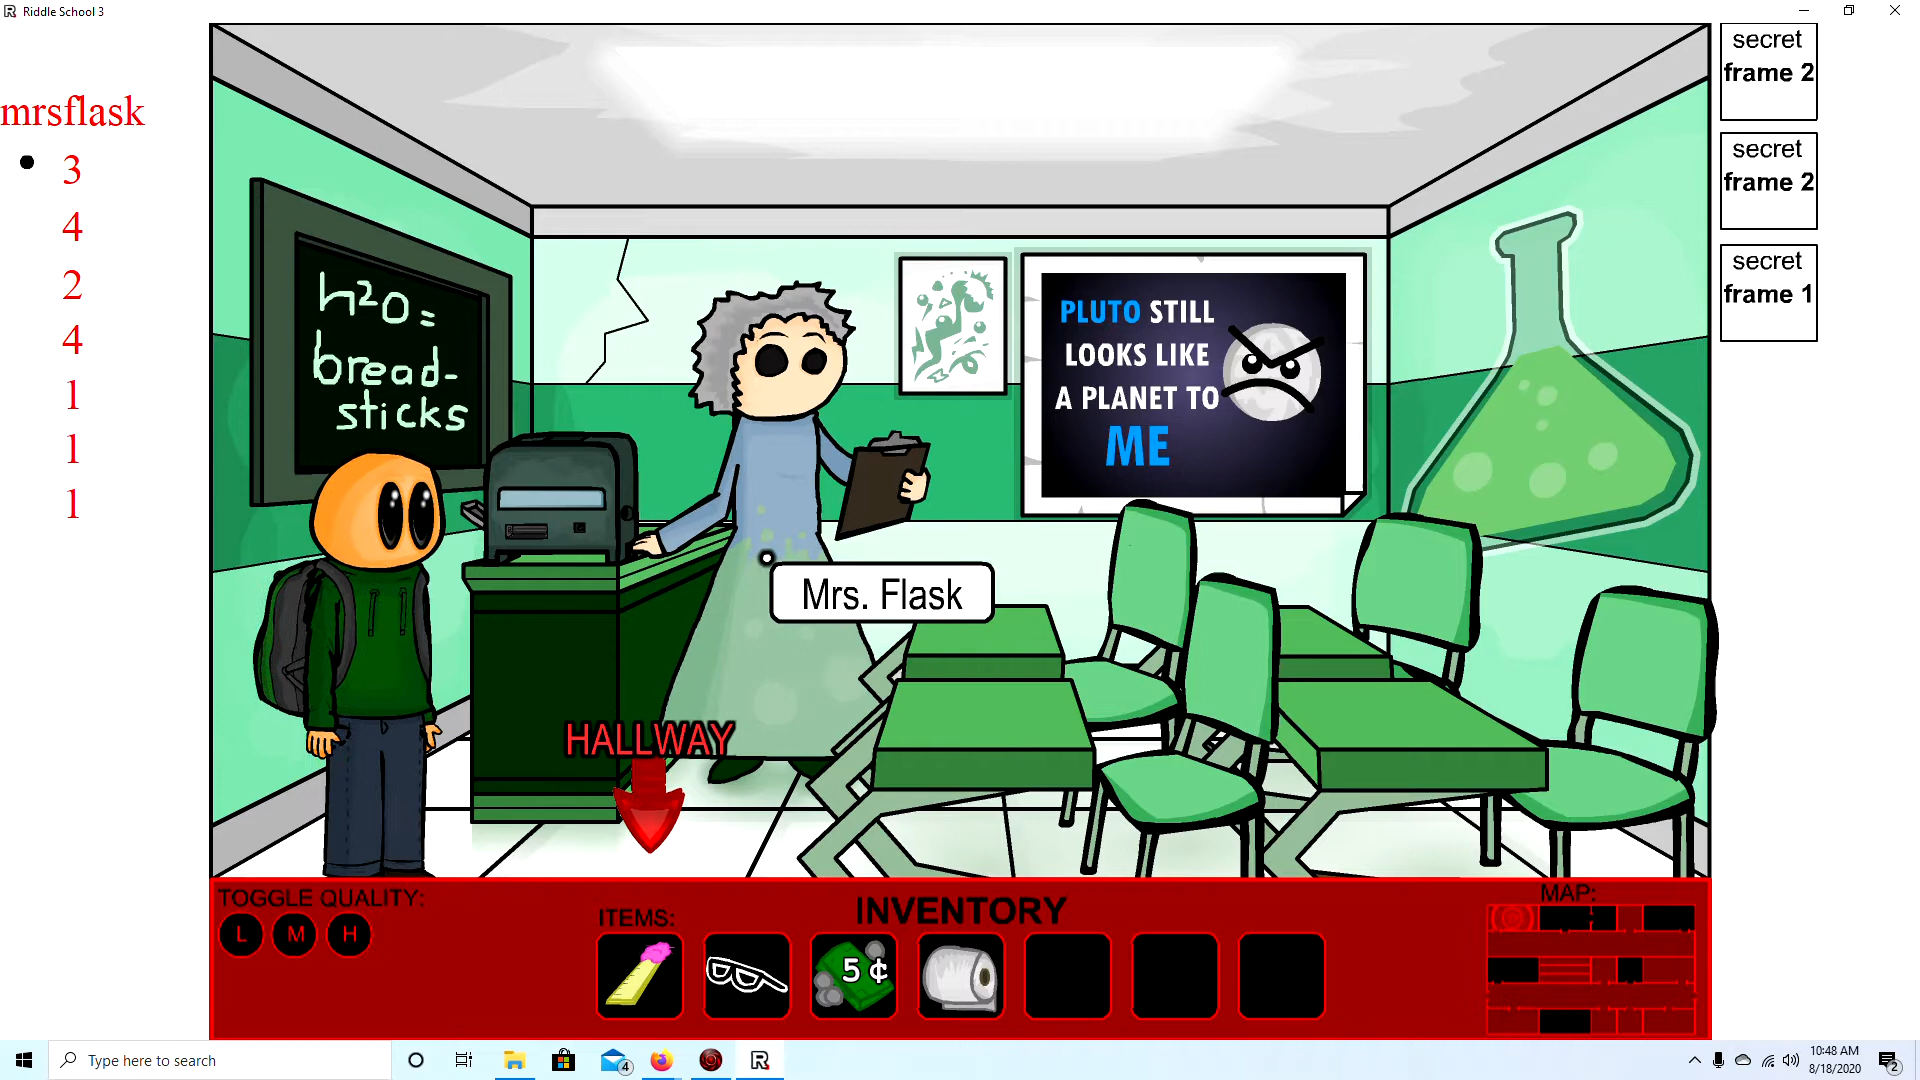 Riddle School 3
mrsflask
3
4
2
4
1
1
1
secret
frame 2
secret
frame 2
secret
frame 1
h2o =
bread-
sticks
PLUTO STILL
LOOKS LIKE
A PLANET TO
ME
Mrs. Flask
HALLWAY
TOGGLE QUALITY:
L M H
INVENTORY
ITEMS:
5 ¢
MAP:
Type here to search
4
R
10:48 AM
8/18/2020
2